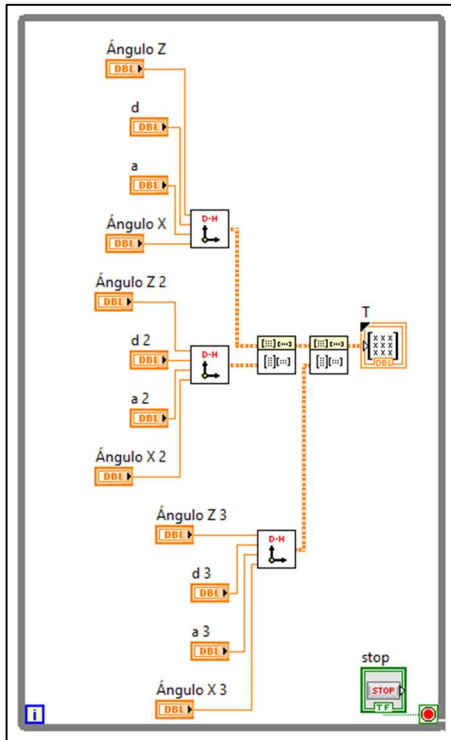 Ángulo Z
DBL
d
DBL
a
DBL
D-H
Ángulo X
DBL
Ángulo Z 2
DBL
T
d 2
DBL
D-H
DBL
a 2
DBL
Ángulo X 2
DBL
Ángulo Z 3
DBL
D-H
d 3
DBL
a 3
DBL
stop
STOP
TF
Ángulo X 3
DBL
i